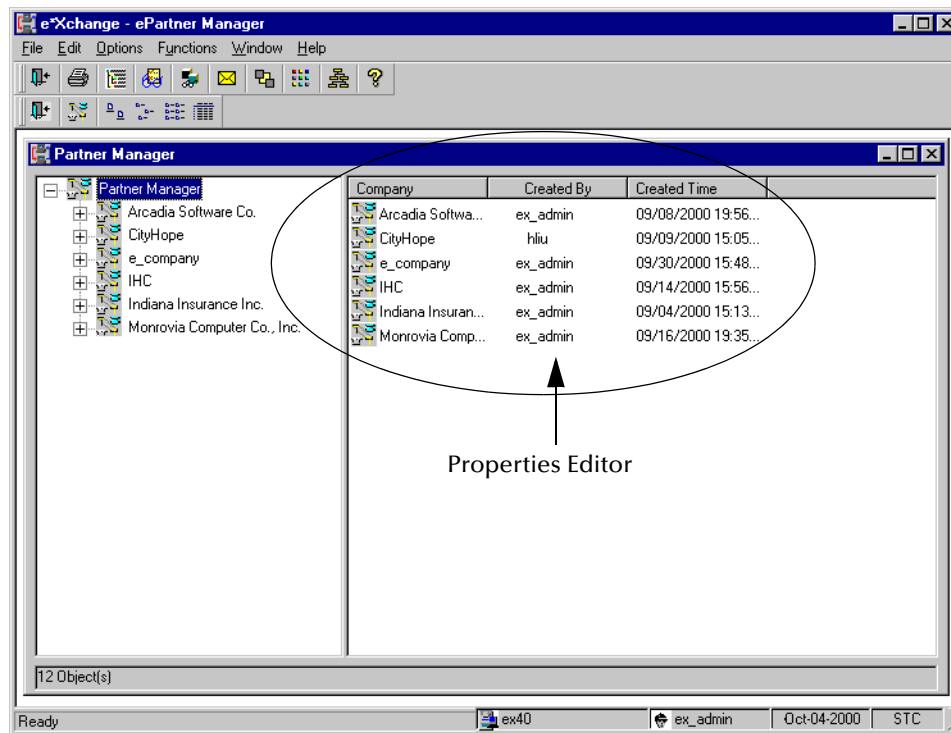 e*Xchange - ePartner Manager
File Edit Options Functions Window Help
Partner Manager
Partner Manager
Arcadia Software Co.
CityHope
e_company
IHC
Indiana Insurance Inc.
Monrovia Computer Co., Inc.
Company Created By Created Time
Arcadia Softwa... ex_admin 09/08/2000 19:56...
CityHope hliu 09/09/2000 15:05...
e_company ex_admin 09/30/2000 15:48...
IHC ex_admin 09/14/2000 15:56...
Indiana Insuran... ex_admin 09/04/2000 15:13...
Monrovia Comp... ex_admin 09/16/2000 19:35...
Properties Editor
12 Object(s)
Ready ex40 ex_admin Oct-04-2000 STC